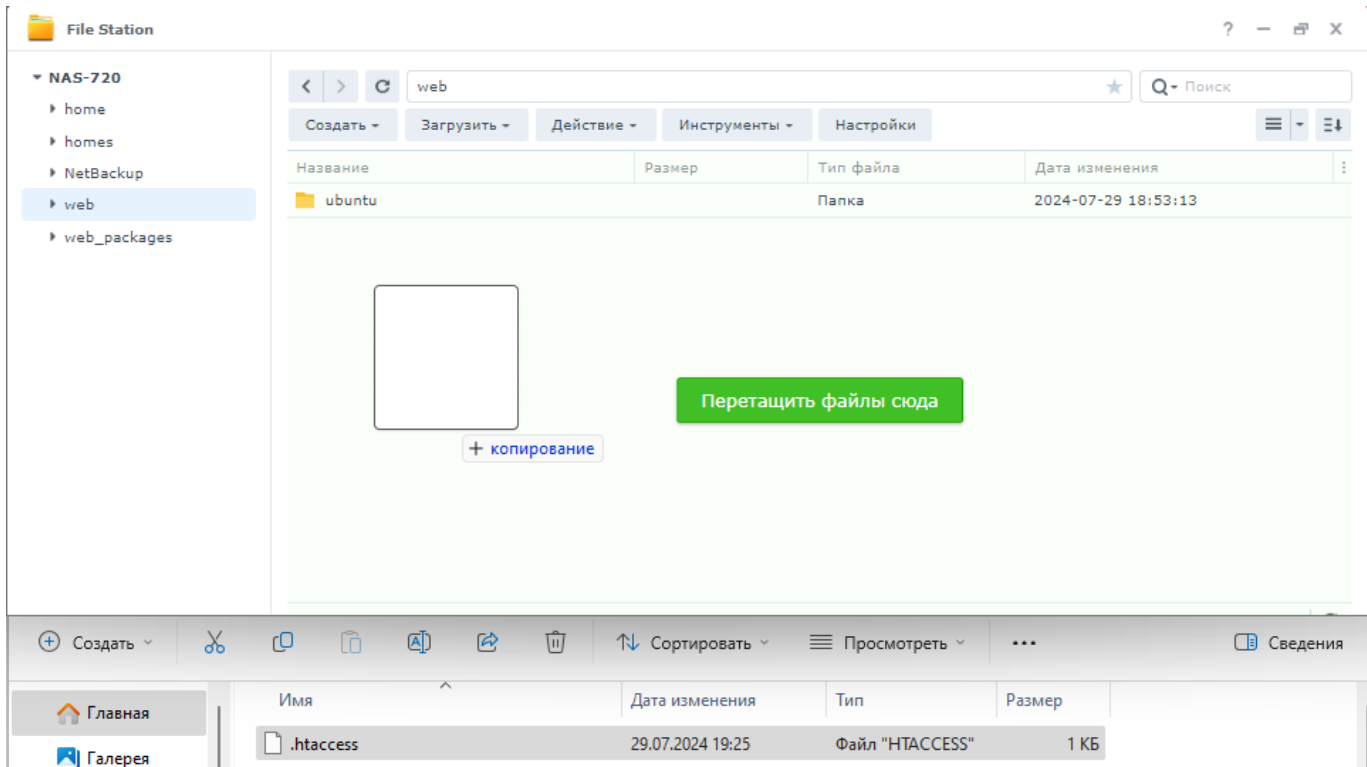 File Station
?
NAS-720
home
homes
NetBackup
web
web_packages
web
Поиск
Создать
Загрузить
Действие
Инструменты
Настройки
Название
Размер
Тип файла
Дата изменения
ubuntu
Папка
2024-07-29 18:53:13
Перетащить файлы сюда
+ копирование
Создать
Сортировать
Просмотреть
...
Сведения
Главная
Галерея
Имя
Дата изменения
Тип
Размер
.htaccess
29.07.2024 19:25
Файл "HTACCESS"
1 КБ